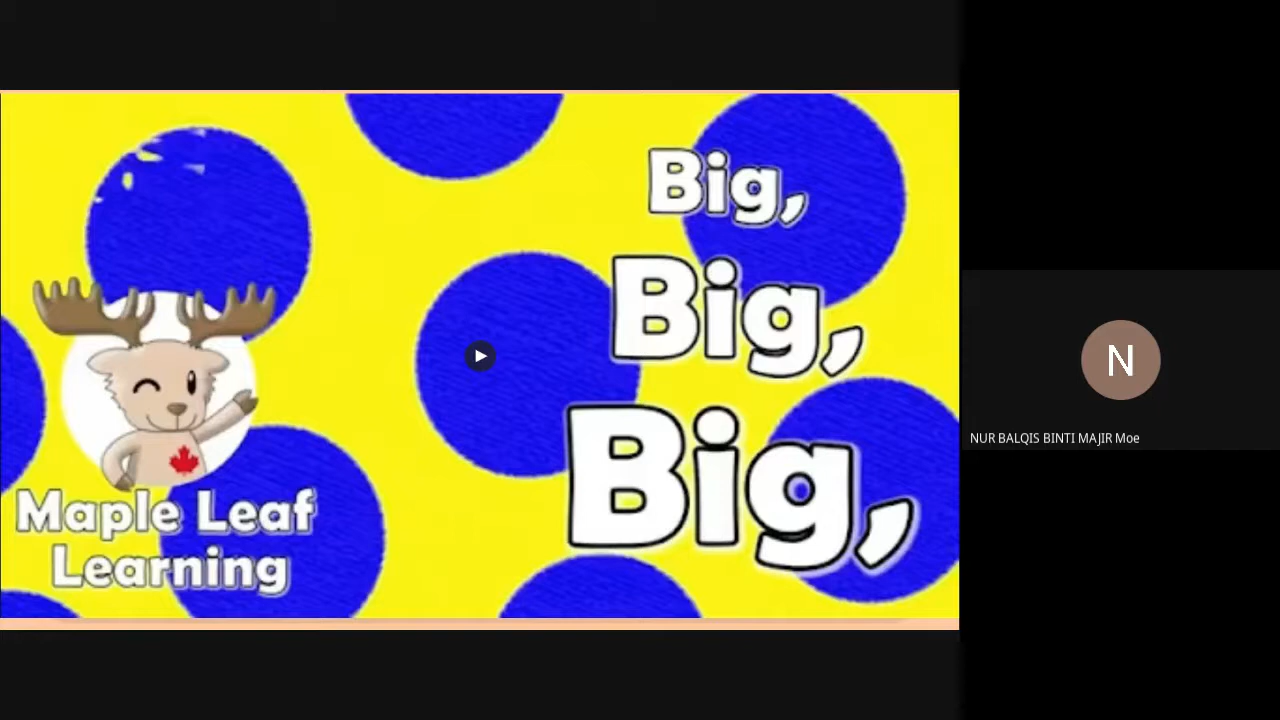 Big,
Big,
Big,
Maple Leaf
Learning
N
NUR BALQIS BINTI MAJIR Moe